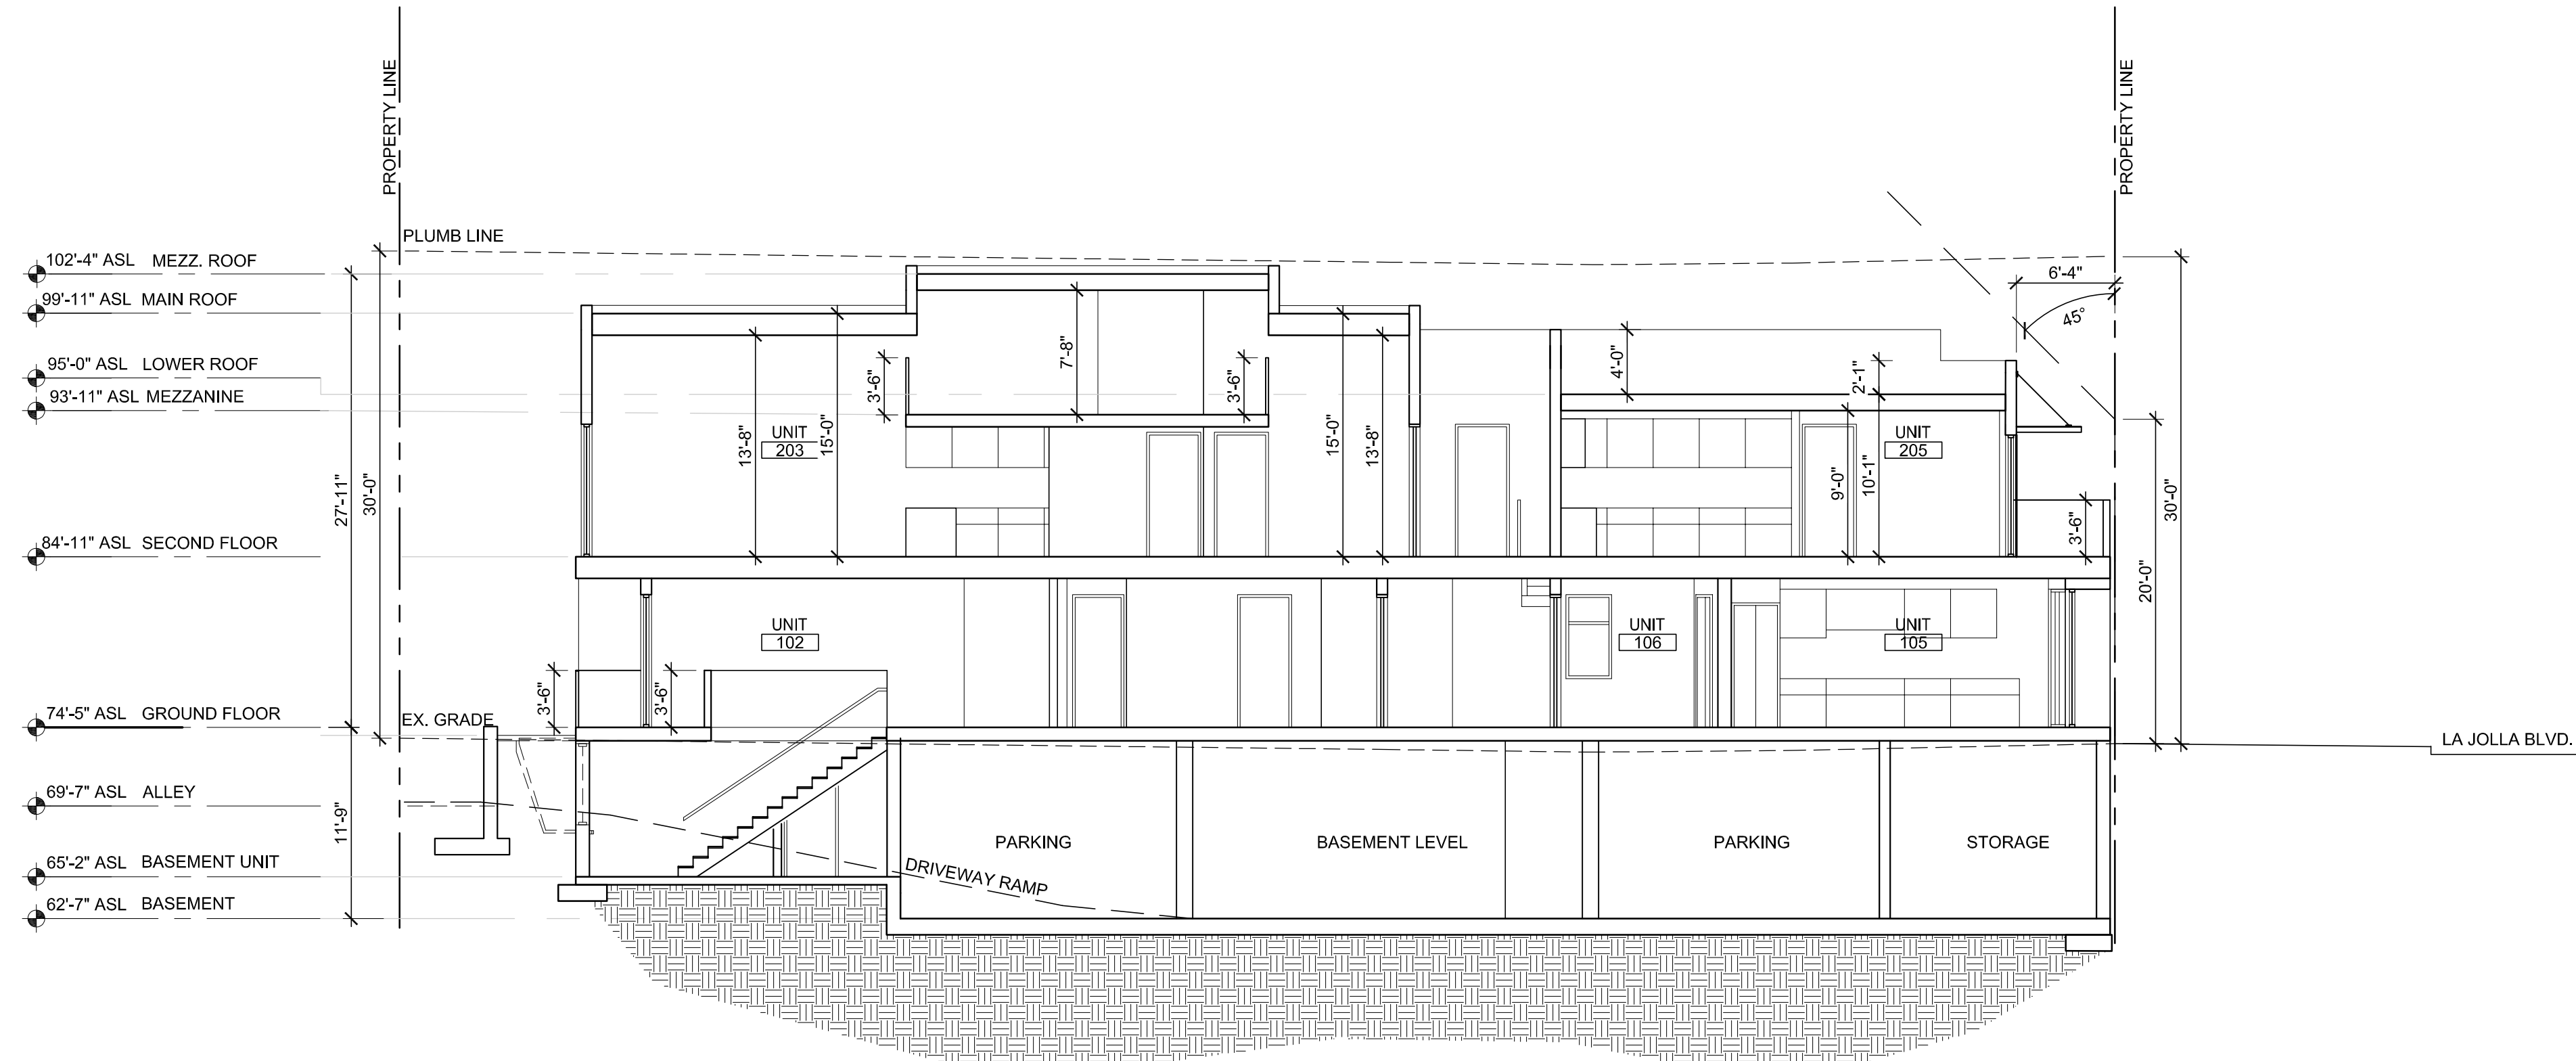 PROPERTY LINE
PROPERTY LINE
PLUMB LINE
102'-4" ASL MEZZ. ROOF
99'-11" ASL MAIN ROOF
95'-0" ASL LOWER ROOF
93'-11" ASL MEZZANINE
84'-11" ASL SECOND FLOOR
74'-5" ASL GROUND FLOOR
69'-7" ASL ALLEY
65'-2" ASL BASEMENT UNIT
62'-7" ASL BASEMENT
27'-11"
30'-0"
11'-9"
EX. GRADE
6'-4"
45°
7'-8"
3'-6"
3'-6"
4'-0"
2'-1"
13'-8"
UNIT
203
15'-0"
15'-0"
13'-8"
9'-0"
10'-1"
UNIT
205
3'-6"
30'-0"
20'-0"
3'-6"
3'-6"
UNIT
102
UNIT
106
UNIT
105
LA JOLLA BLVD.
PARKING
BASEMENT LEVEL
PARKING
STORAGE
DRIVEWAY RAMP